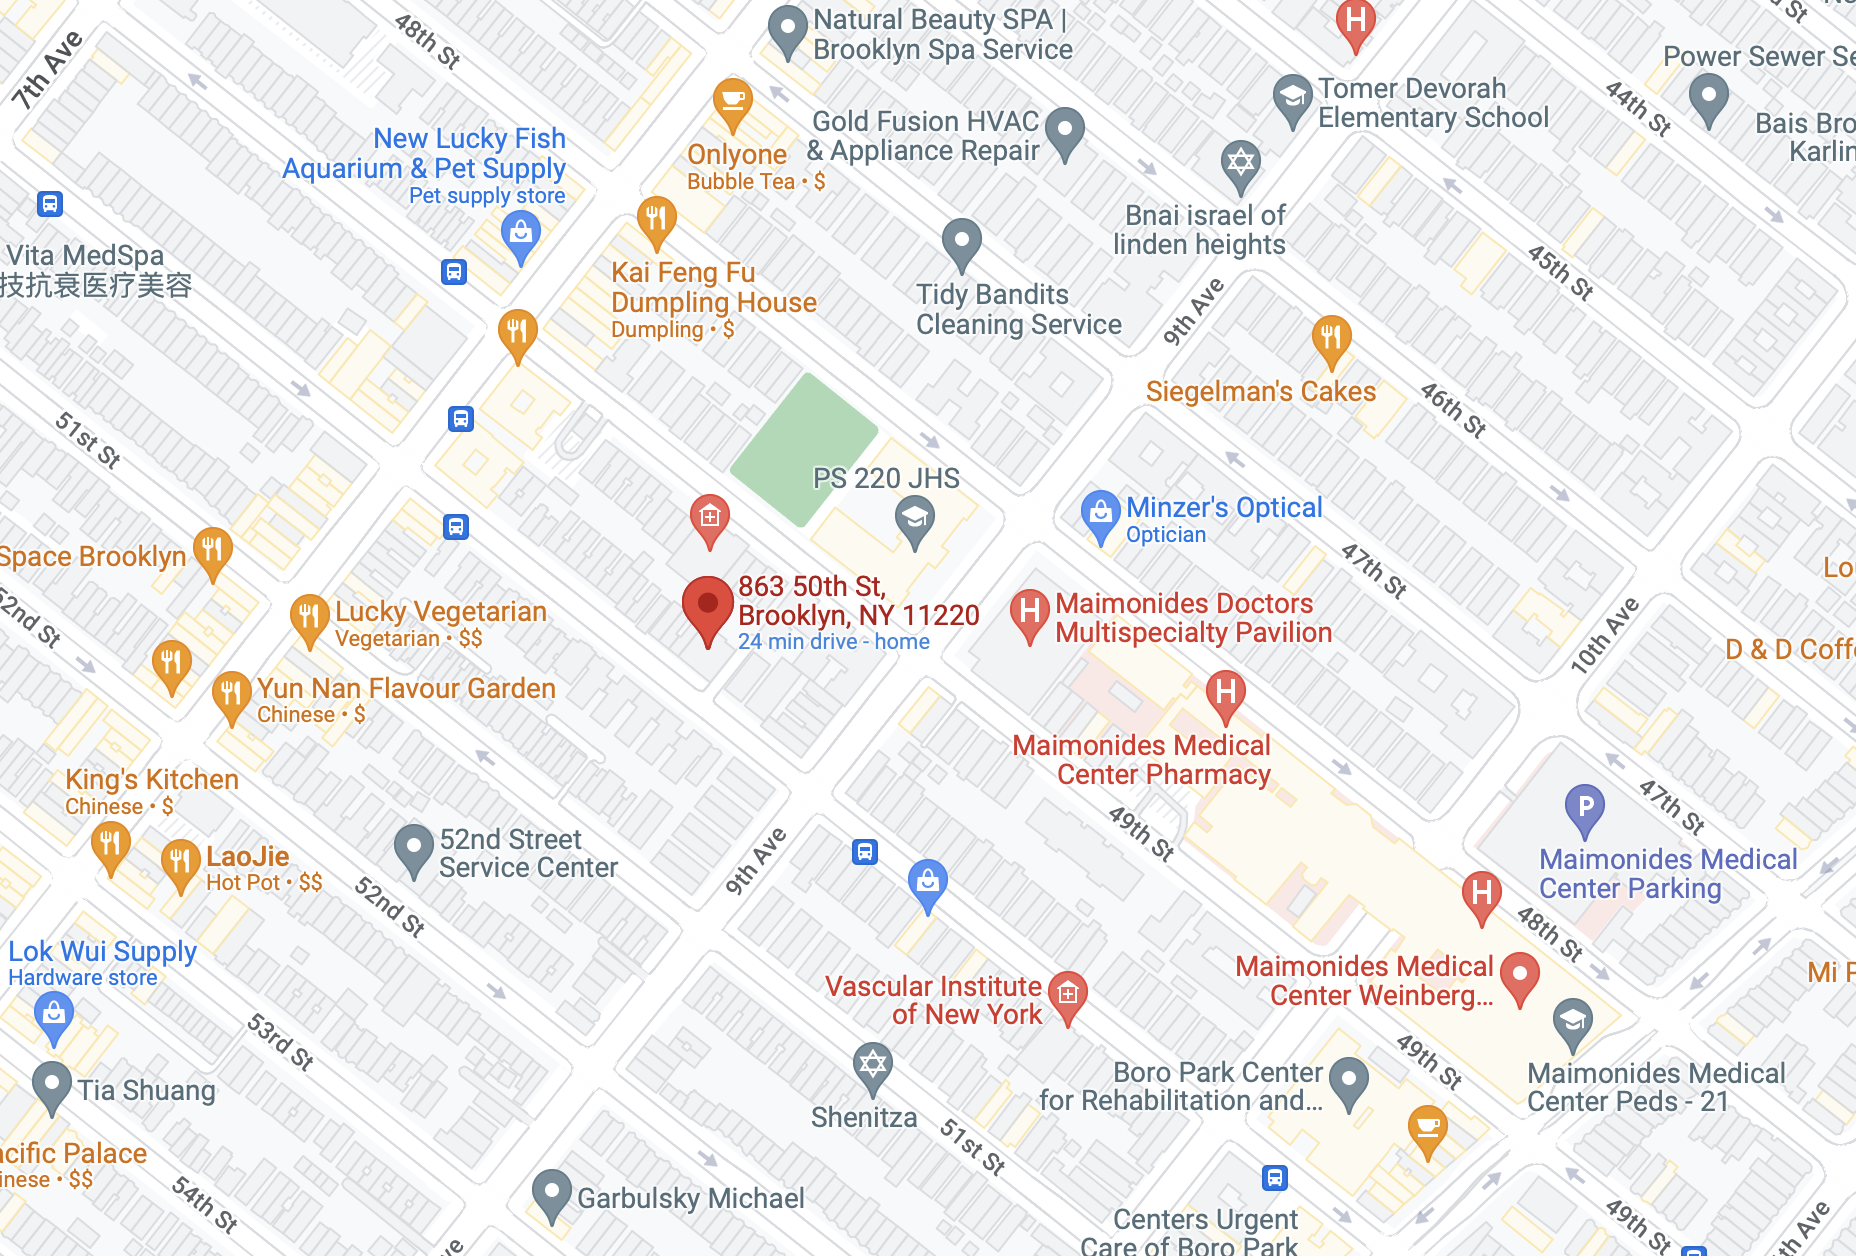 7th Ave
48th St
Natural Beauty SPA |
Brooklyn Spa Service
Power Sewer
Tomer Devorah
Elementary School
44th St
New Lucky Fish
Aquarium & Pet Supply
Pet supply store
Gold Fusion HVAC
& Appliance Repair
Onlyone
Bubble Tea • $
Bnai israel of
linden heights
Vita MedSpa
技抗衰医疗美容
Kai Feng Fu
Dumpling House
Dumpling • $
Tidy Bandits
Cleaning Service
9th Ave
45th St
Siegelman's Cakes
46th St
51st St
PS 220 JHS
Minzer's Optical
Optician
47th St
Space Brooklyn
863 50th St,
Brooklyn, NY 11220
24 min drive - home
Maimonides Doctors
Multispecialty Pavilion
Lucky Vegetarian
Vegetarian • $$
52nd St
10th Ave
D & D
Yun Nan Flavour Garden
Chinese • $
Maimonides Medical
Center Pharmacy
King's Kitchen
Chinese • $
49th St
47th St
52nd Street
Service Center
LaoJie
Hot Pot • $$
9th Ave
Maimonides Medical
Center Parking
52nd St
48th St
Lok Wui Supply
Hardware store
Vascular Institute
of New York
Maimonides Medical
Center Weinberg...
53rd St
49th St
Tia Shuang
Shenitza
Boro Park Center
for Rehabilitation and...
Maimonides Medical
Center Peds - 21
51st St
Palace
$$
54th St
Garbulsky Michael
Centers Urgent
Care of Boro Park
49th St
Ave